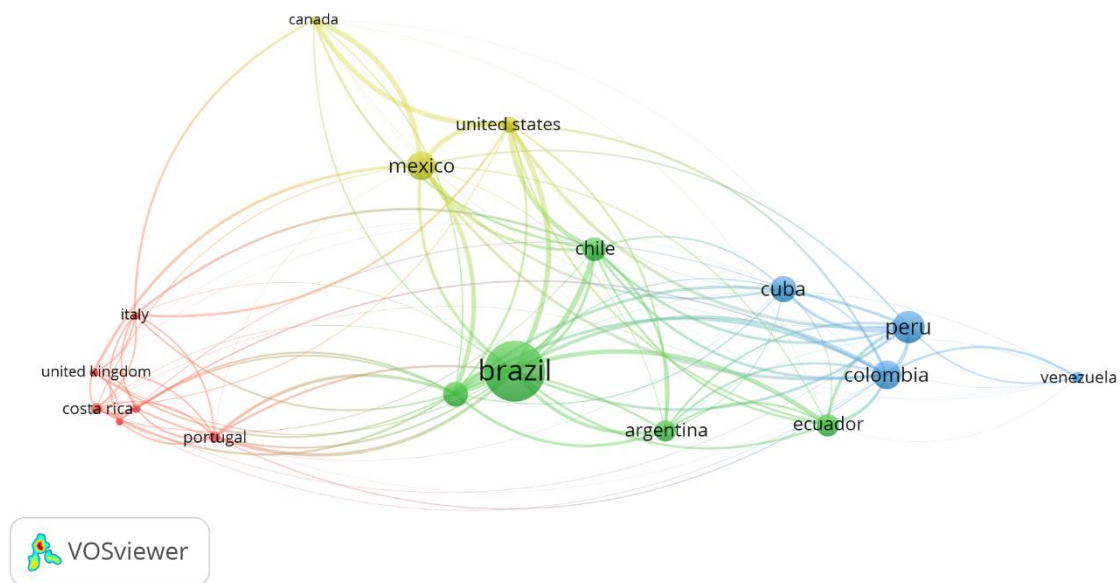 canada
united states
mexico
chile
cuba
italy
peru
united kingdom
brazil
colombia
venezuela
costa rica
portugal
argentina
ecuador
VOSviewer